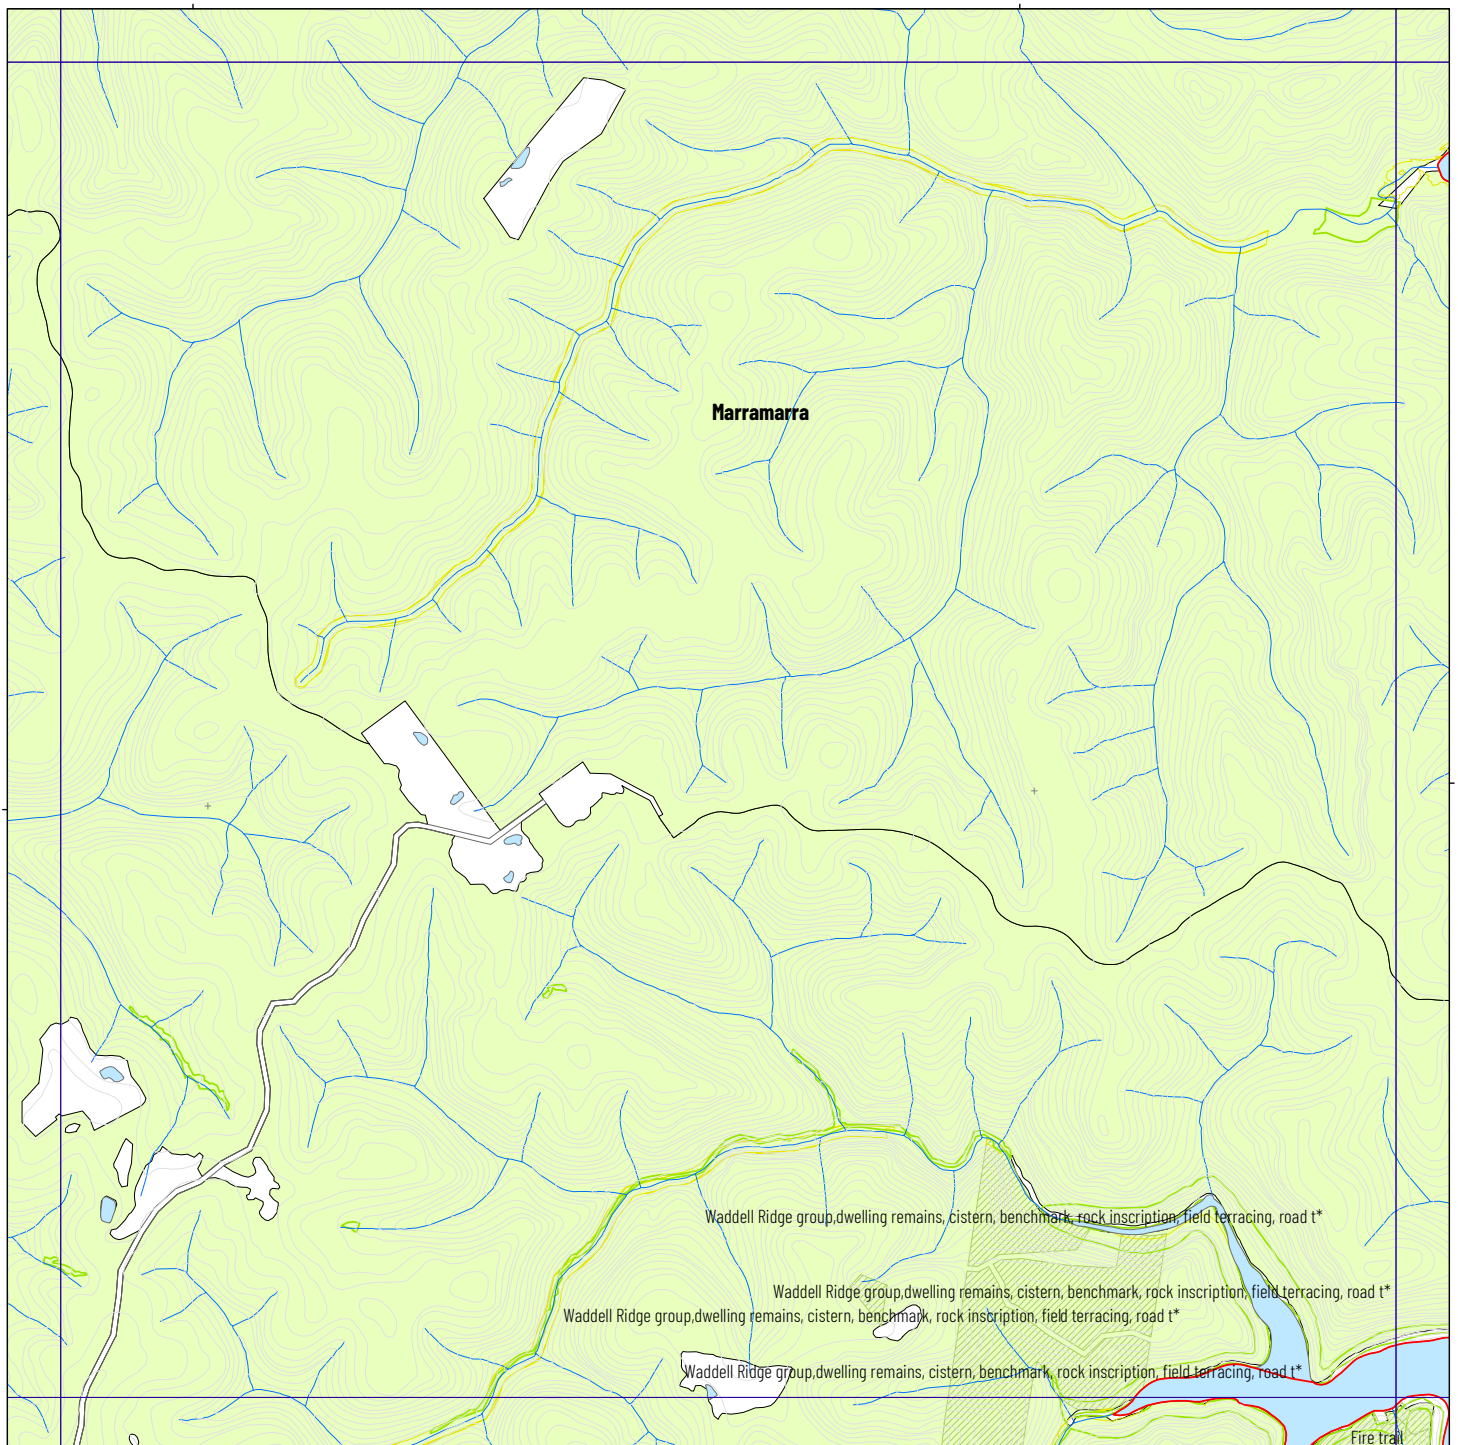 Marramarra
Waddell Ridge group,dwelling remains, cistern, benchmark, rock inscription, field terracing, road t*
Waddell Ridge group,dwelling remains, cistern, benchmark, rock inscription, field terracing, road t*
Waddell Ridge group,dwelling remains, cistern, benchmark, rock inscription, field terracing, road t*
Waddell Ridge group,dwelling remains, cistern, benchmark, rock inscription, field terracing, road t*
Fire trail